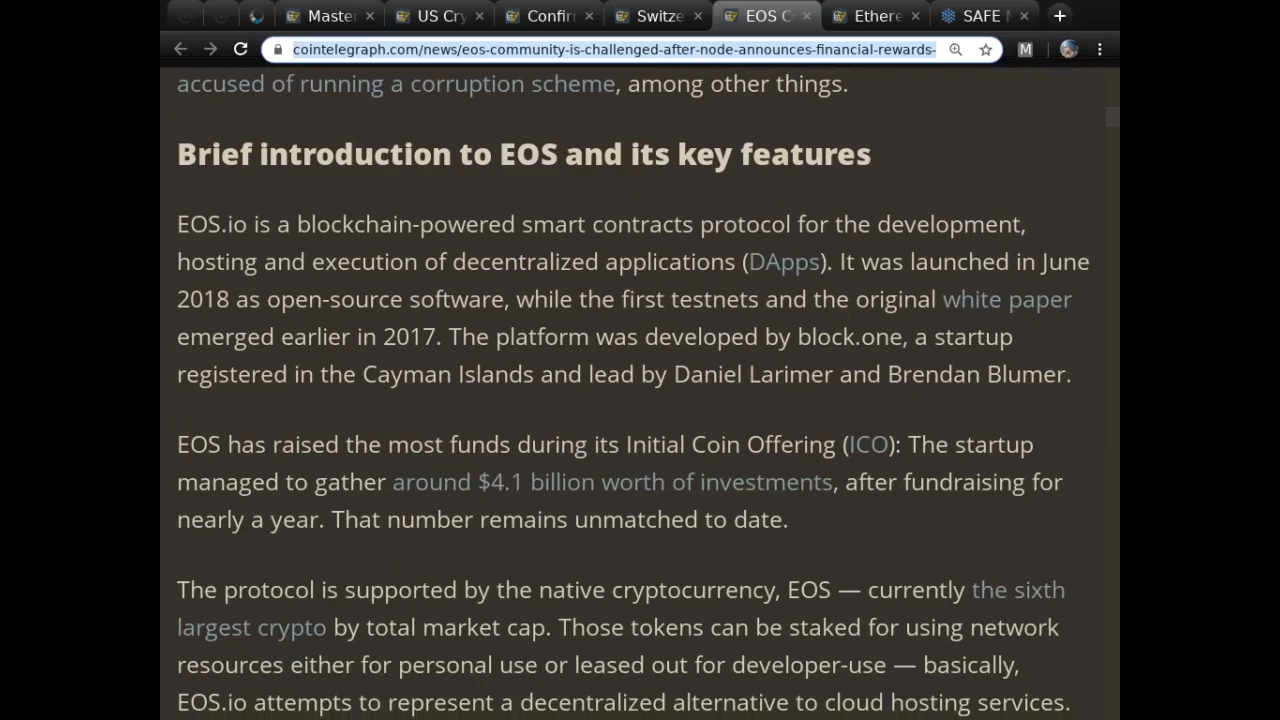 Master
US Cry
Confir
Switze
EOS C
Ethere
SAFE N
cointelegraph.com/news/eos-community-is-challenged-after-node-announces-financial-rewards-
M
accused of running a corruption scheme, among other things.
Brief introduction to EOS and its key features
EOS.io is a blockchain-powered smart contracts protocol for the development,
hosting and execution of decentralized applications (DApps). It was launched in June
2018 as open-source software, while the first testnets and the original white paper
emerged earlier in 2017. The platform was developed by block.one, a startup
registered in the Cayman Islands and lead by Daniel Larimer and Brendan Blumer.
EOS has raised the most funds during its Initial Coin Offering (ICO): The startup
managed to gather around $4.1 billion worth of investments, after fundraising for
nearly a year. That number remains unmatched to date.
The protocol is supported by the native cryptocurrency, EOS — currently the sixth
largest crypto by total market cap. Those tokens can be staked for using network
resources either for personal use or leased out for developer-use — basically,
EOS.io attempts to represent a decentralized alternative to cloud hosting services.